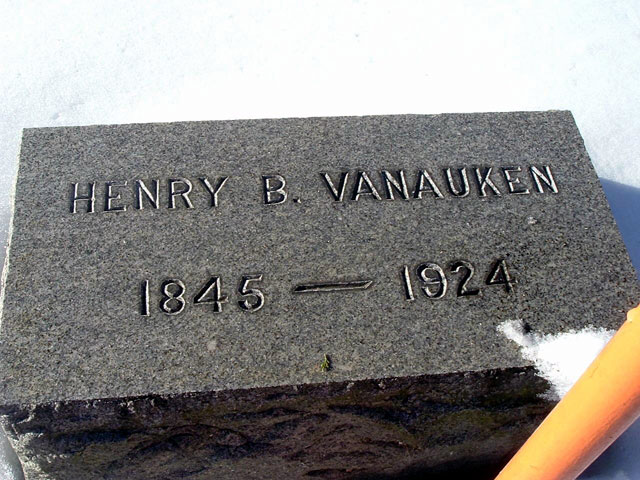 HENRY B. VANAUKEN
1845 — 1924